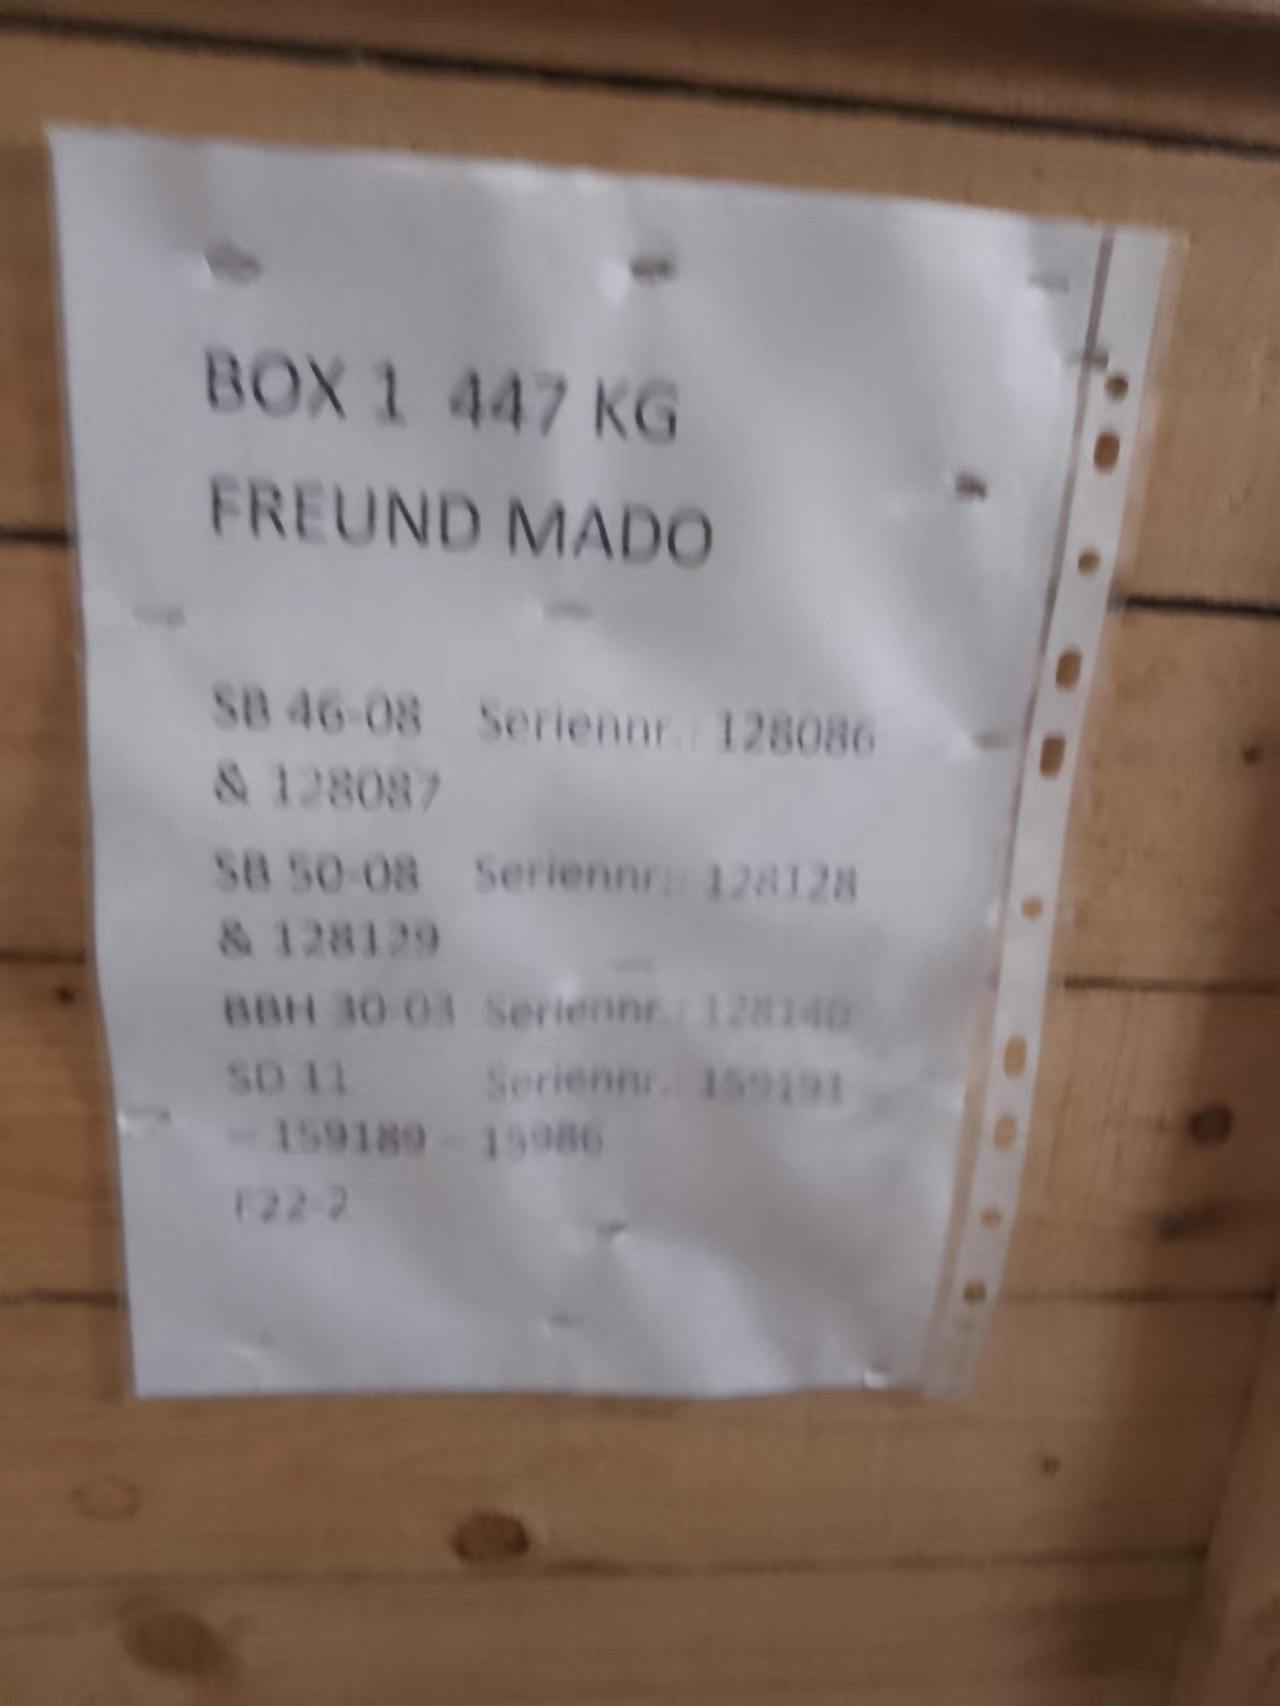 BOX 1 447 KG
FREUND MADO
SB 46-08 Seriennr.: 128086
& 128087
SB 50-08 Seriennr.: 128128
& 128129
BBH 30-03 Seriennr.: 128140
SD 11 Seriennr.: 159191
– 159189 – 15986
F22-2